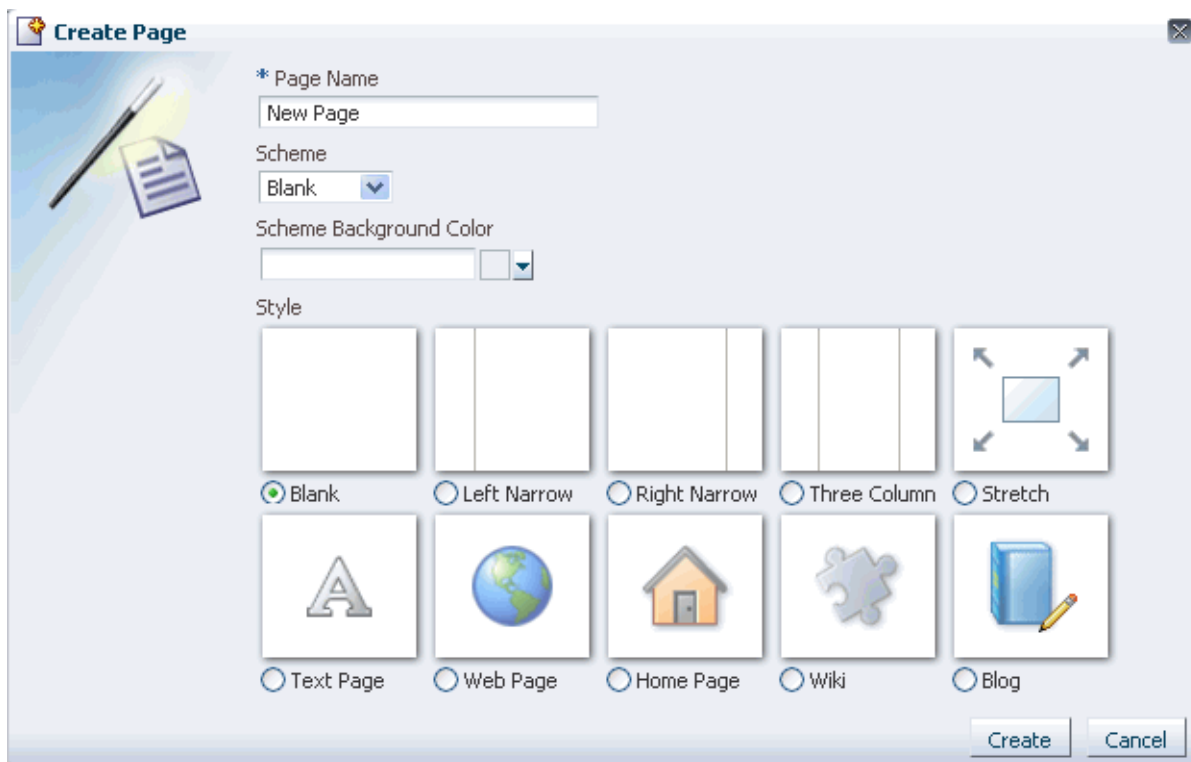 Create Page
* Page Name
New Page
Scheme
Blank
Scheme Background Color
Style
Blank Left Narrow Right Narrow Three Column Stretch
A
Text Page Web Page Home Page Wiki Blog
Create Cancel